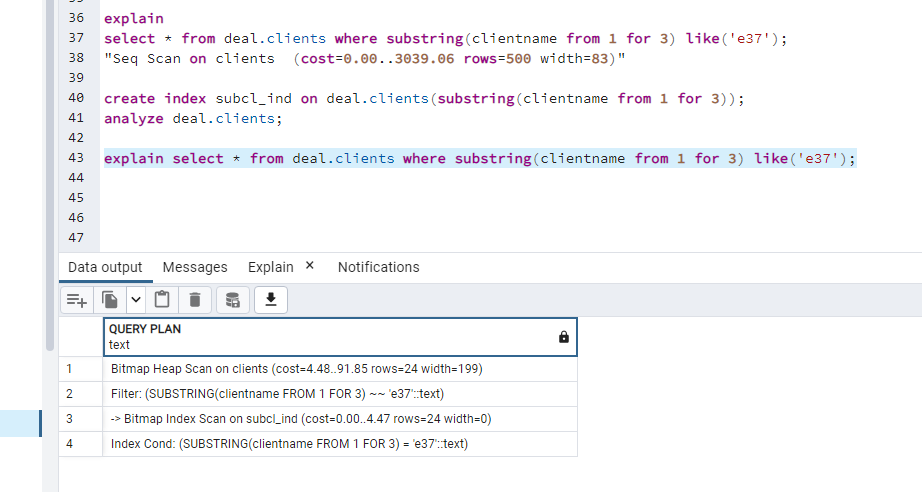 36 explain
37 select * from deal.clients where substring(clientname from 1 for 3) like('e37');
38 "Seq Scan on clients  (cost=0.00..3039.06 rows=500 width=83)"
39
40 create index subcl_ind on deal.clients(substring(clientname from 1 for 3));
41 analyze deal.clients;
42
43 explain select * from deal.clients where substring(clientname from 1 for 3) like('e37');
44
45
46
47
Data output Messages Explain × Notifications
QUERY PLAN
text
1 Bitmap Heap Scan on clients (cost=4.48..91.85 rows=24 width=199)
2 Filter: (SUBSTRING(clientname FROM 1 FOR 3) ~~ 'e37'::text)
3 -> Bitmap Index Scan on subcl_ind (cost=0.00..4.47 rows=24 width=0)
4 Index Cond: (SUBSTRING(clientname FROM 1 FOR 3) = 'e37'::text)